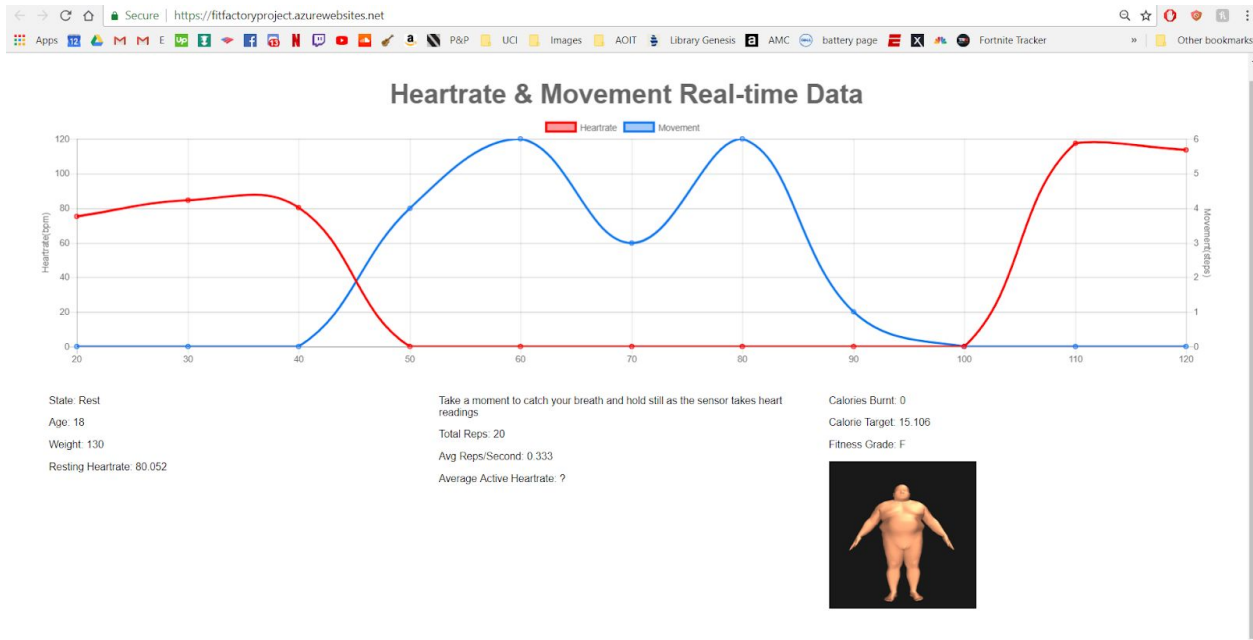 Secure | https://fitfactoryproject.azurewebsites.net
Apps 12 M M E Up f 13 N a N P&P UCI Images AOIT Library Genesis a AMC battery page E X Fortnite Tracker » Other bookmarks
Heartrate & Movement Real-time Data
Heartrate Movement
120 6
100 5
80 4
60 3
40 2
20 1
0 0
Heartrate(bpm)
Movement(steps)
20 30 40 50 60 70 80 90 100 110 120
State: Rest
Age: 18
Weight: 130
Resting Heartrate: 80.052
Take a moment to catch your breath and hold still as the sensor takes heart
readings
Total Reps: 20
Avg Reps/Second: 0.333
Average Active Heartrate: ?
Calories Burnt: 0
Calorie Target: 15.106
Fitness Grade: F